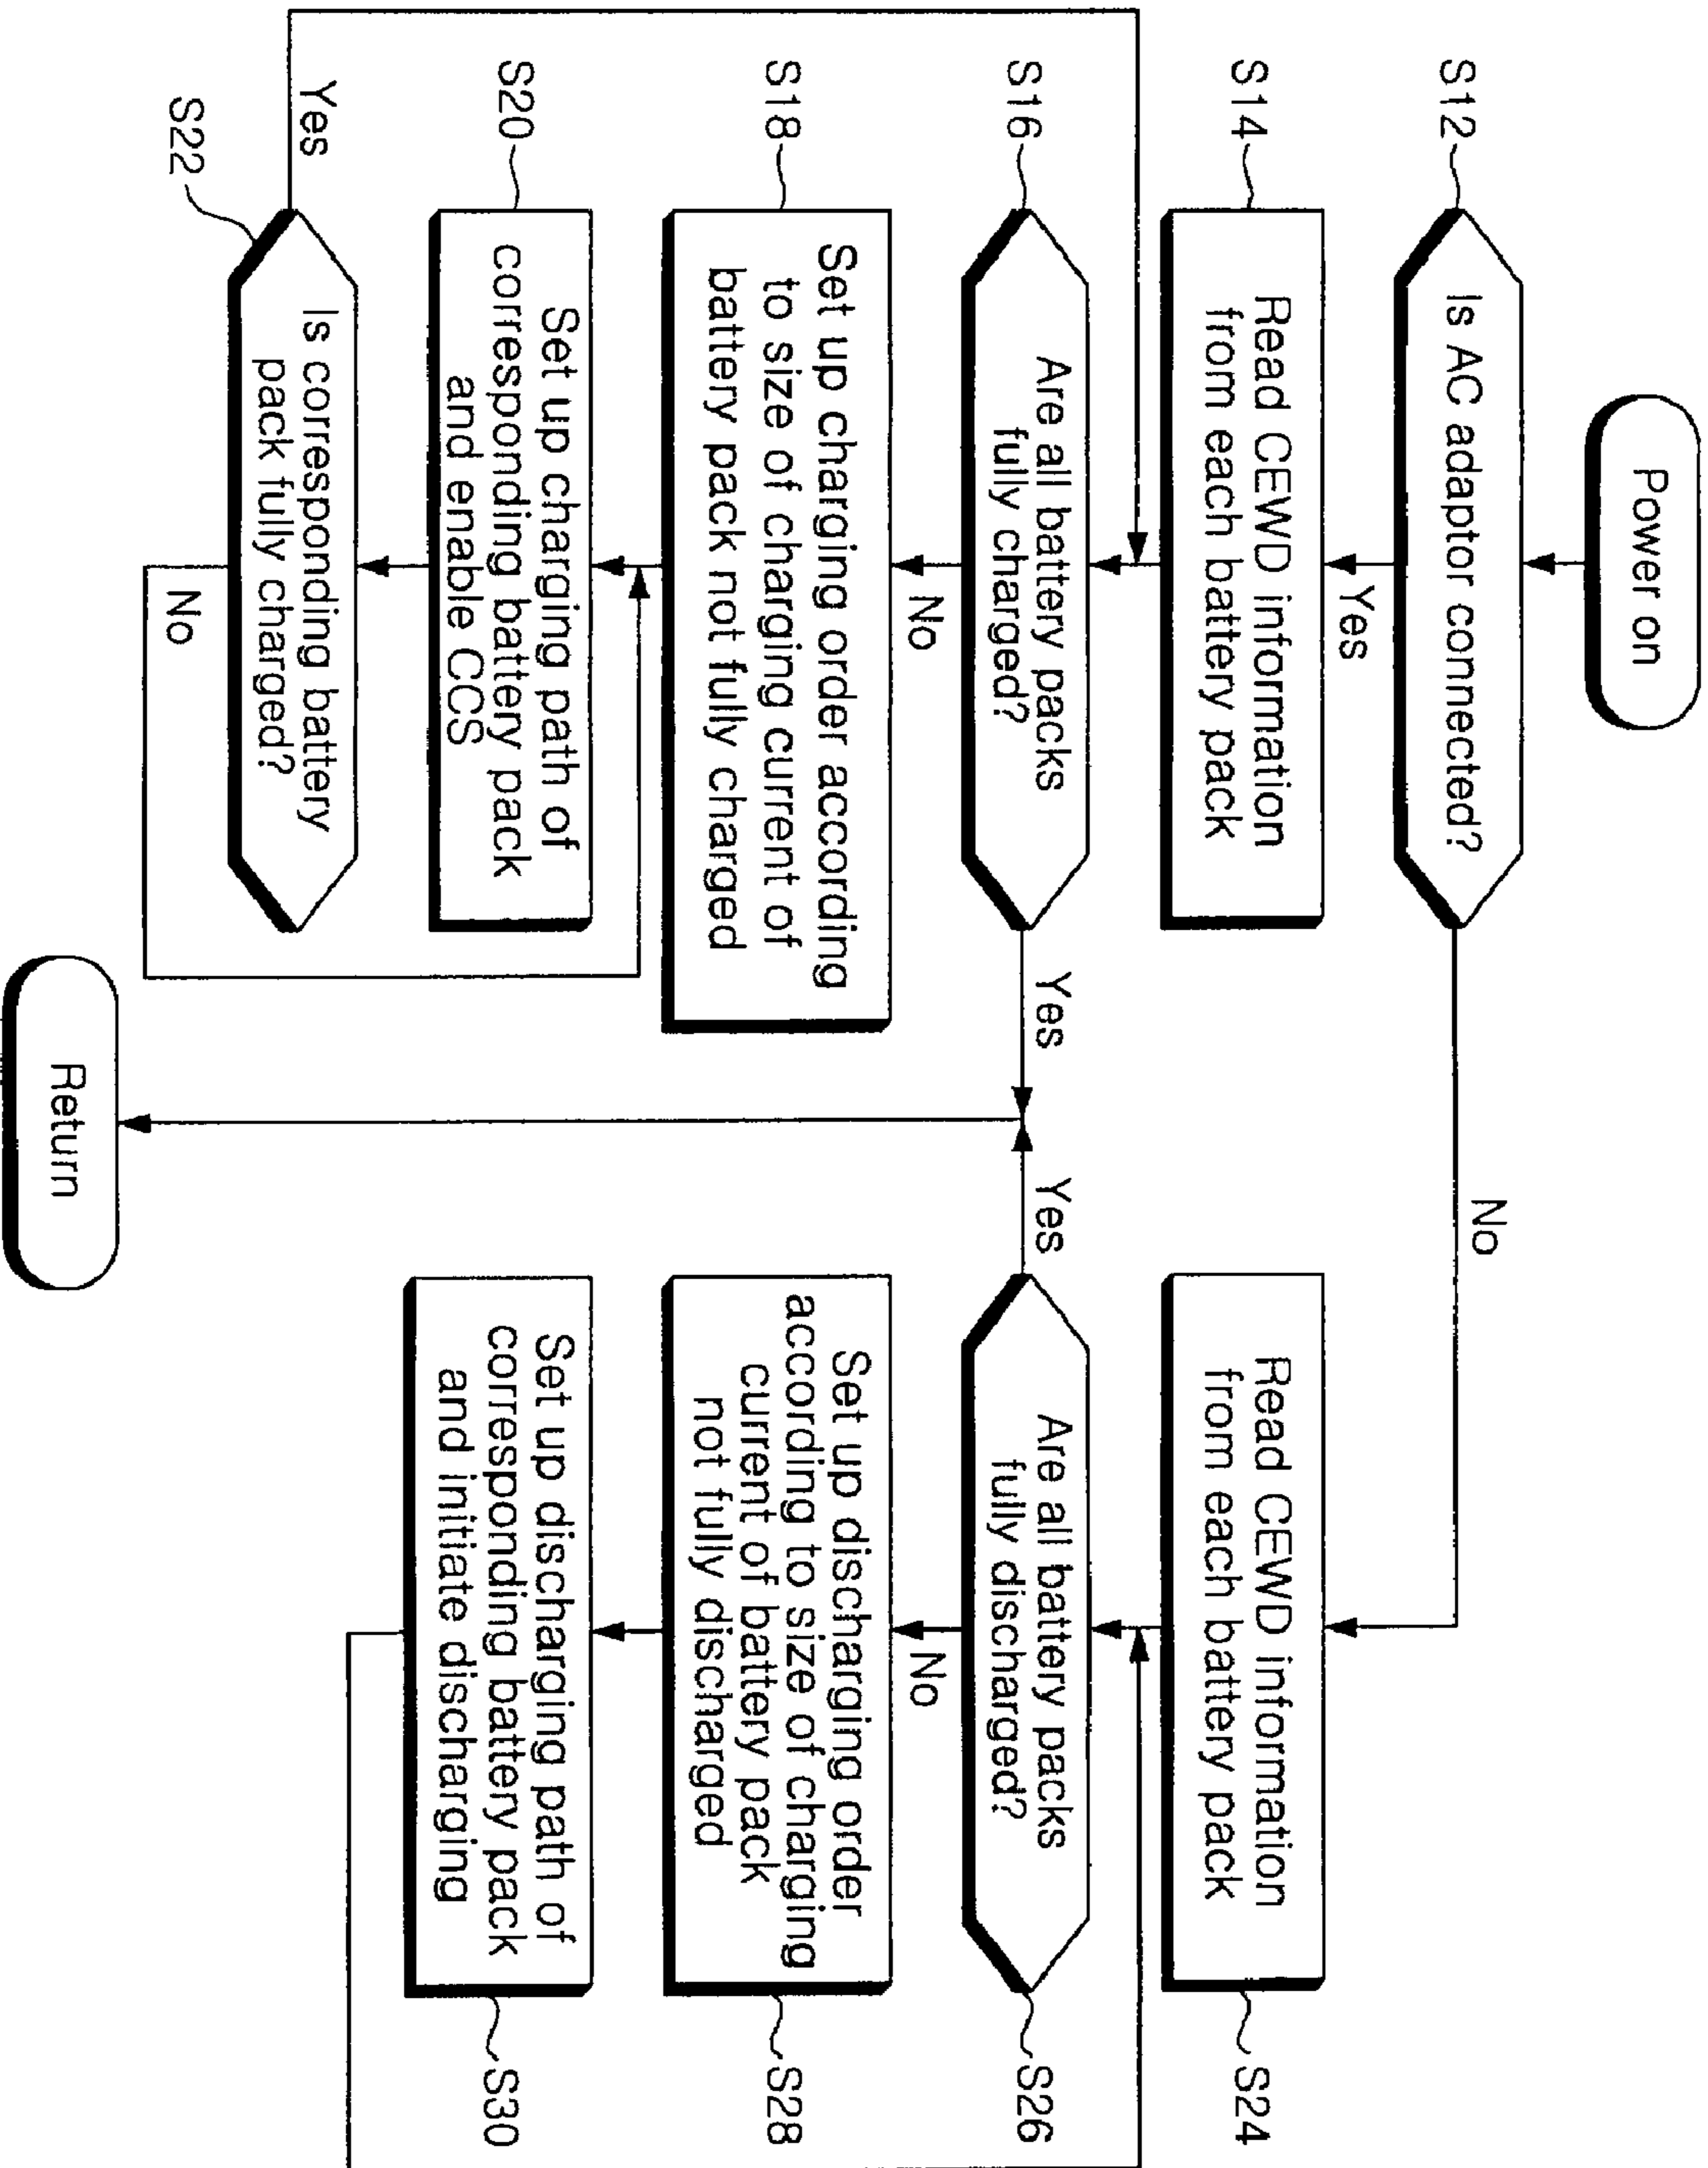 Power on
S12
Is AC adaptor connected?
No
Yes
S14
Read CEWD information
from each battery pack
Read CEWD information
from each battery pack
S24
S16
Are all battery packs
fully charged?
Yes
Yes
Are all battery packs
fully discharged?
S26
No
No
S18
Set up charging order according
to size of charging current of
battery pack not fully charged
Set up discharging order
according to size of charging
current of battery pack
not fully discharged
S28
S20
Set up charging path of
corresponding battery pack
and enable CCS
Set up discharging path of
corresponding battery pack
and initiate discharging
S30
Yes
S22
Is corresponding battery
pack fully charged?
No
Return